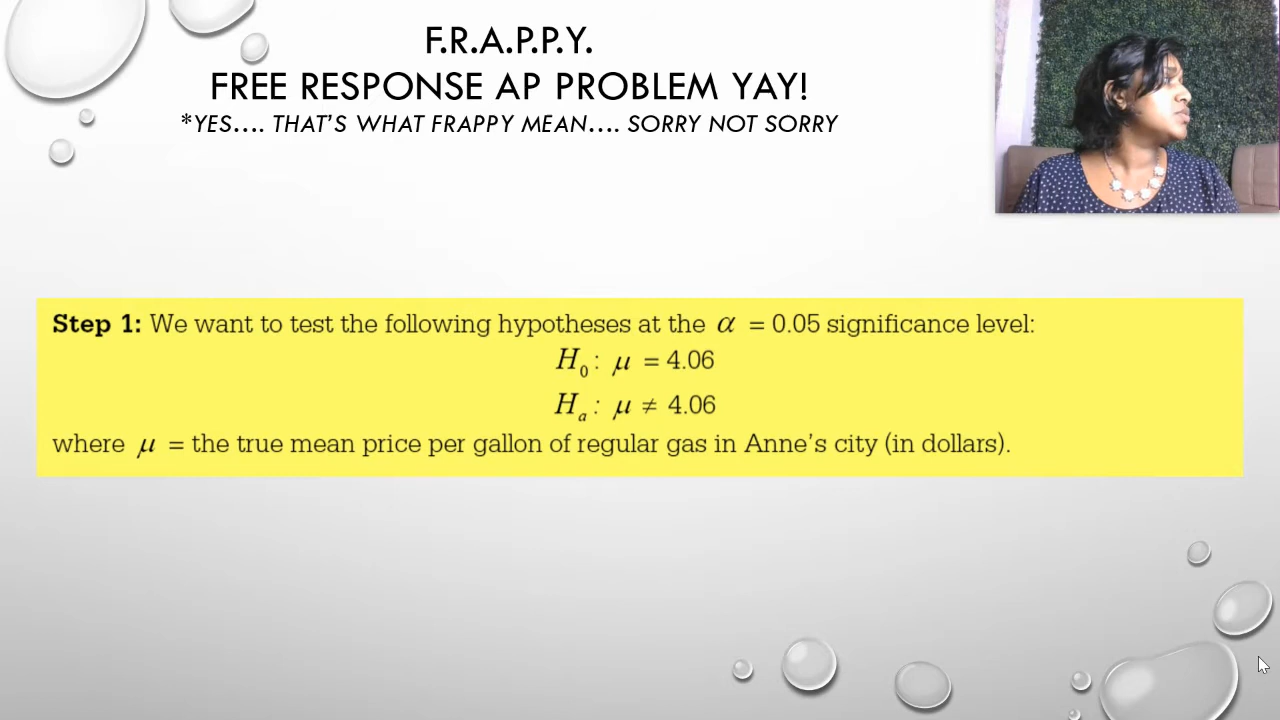 F.R.A.P.P.Y.
FREE RESPONSE AP PROBLEM YAY!
*YES.... THAT'S WHAT FRAPPY MEAN.... SORRY NOT SORRY
Step 1: We want to test the following hypotheses at the α = 0.05 significance level:
H₀: μ = 4.06
Hₐ: μ ≠ 4.06
where μ = the true mean price per gallon of regular gas in Anne's city (in dollars).